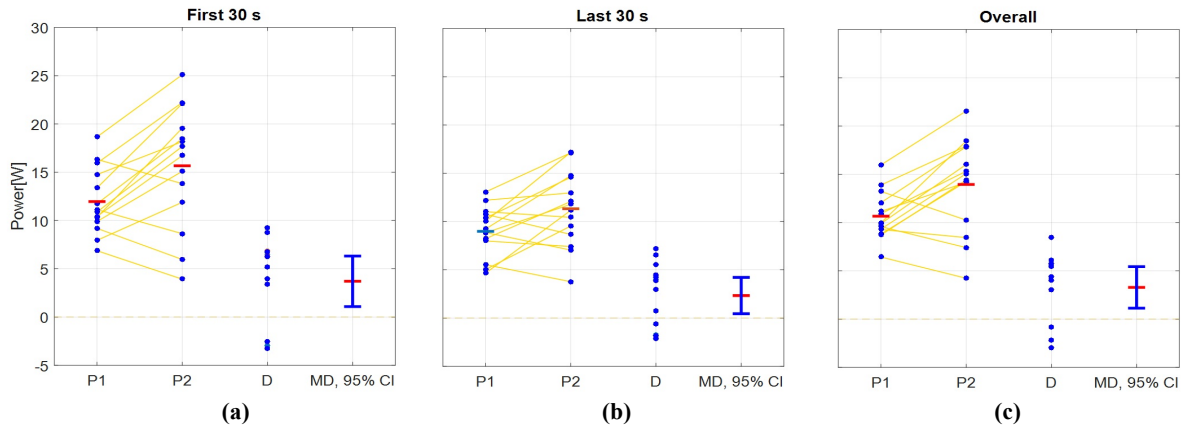 First 30 s
Last 30 s
Overall
Power[W]
30
25
20
15
10
5
0
-5
P1 P2 D MD, 95% CI
P1 P2 D MD, 95% CI
P1 P2 D MD, 95% CI
(a)
(b)
(c)